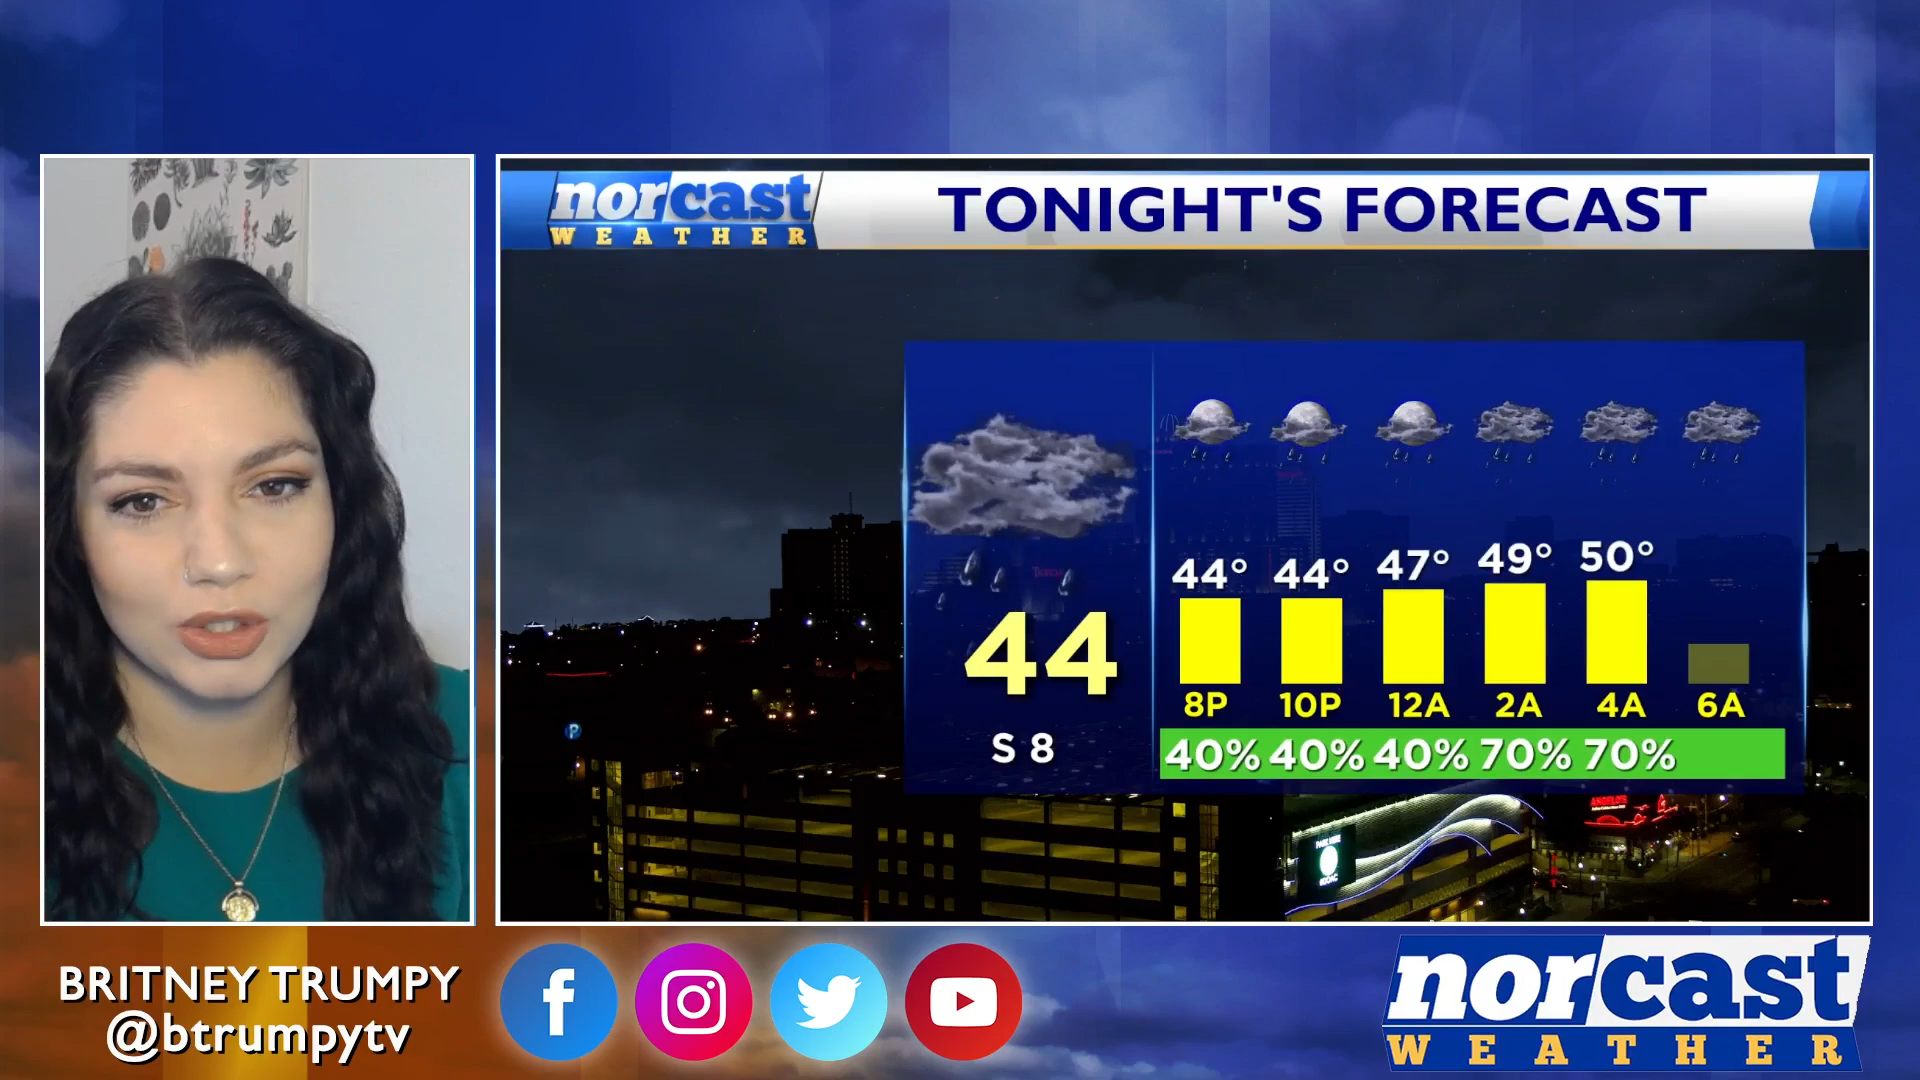 norcast
WEATHER
TONIGHT'S FORECAST
44
S 8
44° 44° 47° 49° 50°
8P 10P 12A 2A 4A 6A
40% 40% 40% 70% 70%
P
ANGELO'S
BRITNEY TRUMPY
@btrumpytv
f
norcast
WEATHER